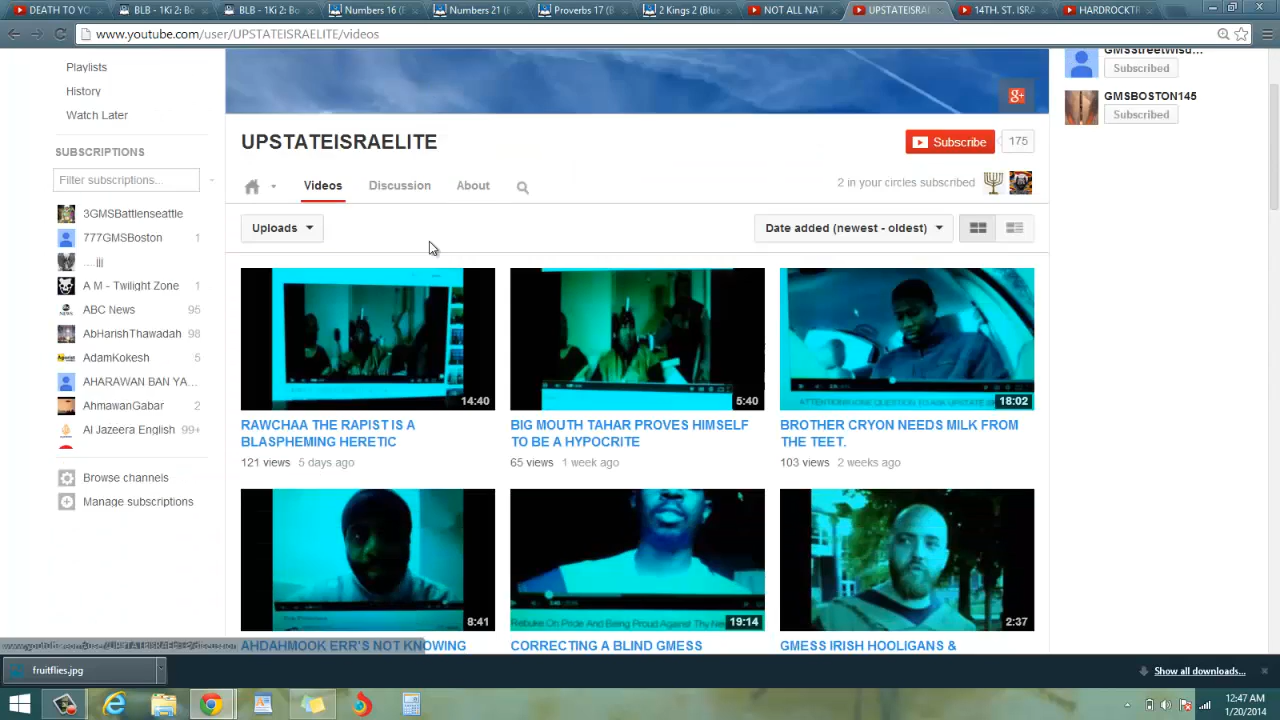 DEATH TO YO
BLB - 1Ki 2: Bo
BLB - 1Ki 2: Bo
Numbers 16 (
Numbers 21 (
Proverbs 17 (B
2 Kings 2 (Blue
NOT ALL NAT
UPSTATEISRAEL
14TH. ST. ISRA
HARDROCKTR
www.youtube.com/user/UPSTATEISRAELITE/videos
Playlists
History
Watch Later
SUBSCRIPTIONS
Filter subscriptions...
3GMSBattlenseattle
777GMSBoston 1
....jjj
A M - Twilight Zone 1
ABC News 95
AbHarishThawadah 98
AdamKokesh 5
AHARAWAN BAN YA...
AhmawanGabar 2
Al Jazeera English 99+
Browse channels
Manage subscriptions
UPSTATEISRAELITE
Subscribe 175
Videos Discussion About
2 in your circles subscribed
Uploads
Date added (newest - oldest)
14:40
5:40
18:02
RAWCHAA THE RAPIST IS A
BLASPHEMING HERETIC
121 views 5 days ago
BIG MOUTH TAHAR PROVES HIMSELF
TO BE A HYPOCRITE
65 views 1 week ago
BROTHER CRYON NEEDS MILK FROM
THE TEET.
103 views 2 weeks ago
8:41
19:14
2:37
AHDAHMOOK ERR'S NOT KNOWING
CORRECTING A BLIND GMESS
GMESS IRISH HOOLIGANS &
GMSStreetWisd...
Subscribed
GMSBOSTON145
Subscribed
fruitflies.jpg
Show all downloads...
12:47 AM
1/20/2014